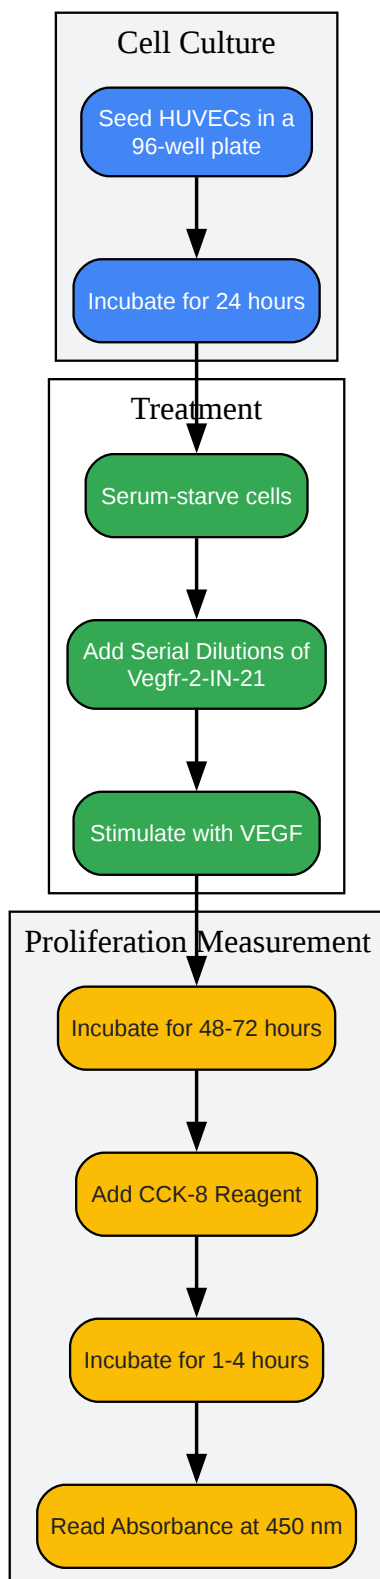 Cell Culture
Seed HUVECs in a
96-well plate
Incubate for 24 hours
Treatment
Serum-starve cells
Add Serial Dilutions of
Vegfr-2-IN-21
Stimulate with VEGF
Proliferation Measurement
Incubate for 48-72 hours
Add CCK-8 Reagent
Incubate for 1-4 hours
Read Absorbance at 450 nm